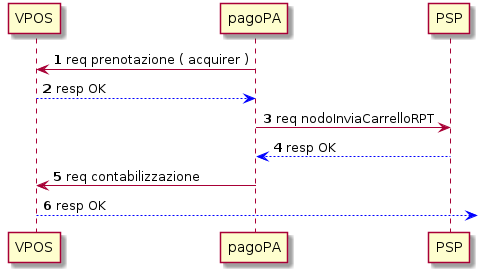 VPOS pagoPA PSP
1 req prenotazione ( acquirer )
2 resp OK
3 req nodoInviaCarrelloRPT
4 resp OK
5 req contabilizzazione
6 resp OK
VPOS pagoPA PSP